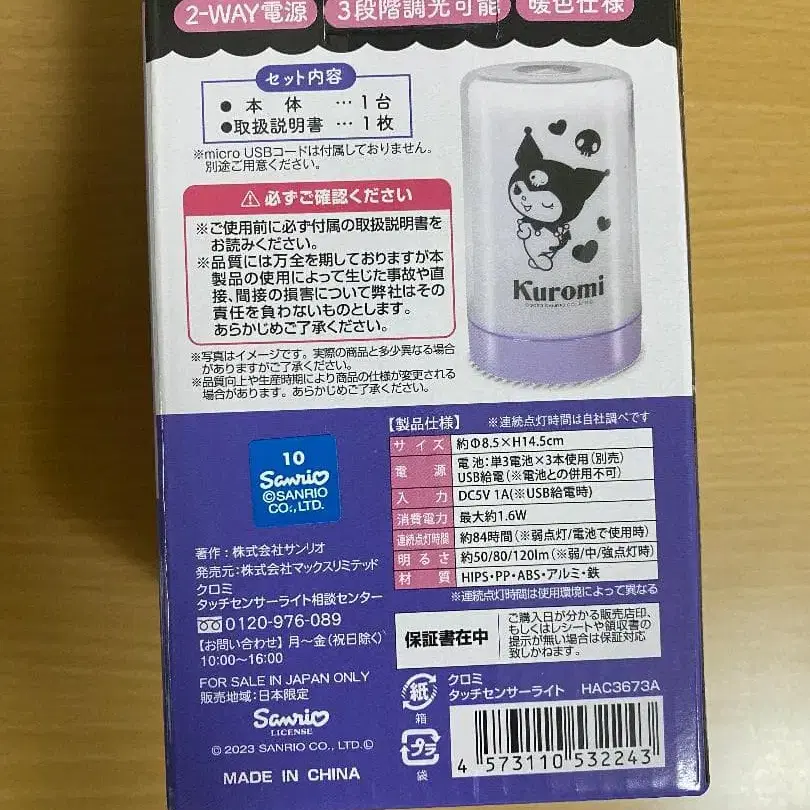 2-WAY電源
3段階調光可能
暖色仕様
セット内容
● 本体 … 1台
●取扱説明書 … 1枚
※micro USBコードは付属しておりません。
別途ご用意ください。
⚠必ずご確認ください
※ご使用前に必ず付属の取扱説明書を
お読みください。
※品質には万全を期しておりますが本
製品の使用によって生じた事故や直
接、間接の損害について弊社はその
責任を負わないものとします。
あらかじめご了承ください。
※写真はイメージです。実際の商品と多少異なる場合
がありますがご了承ください。
※品質向上や生産時期により商品の仕様が変更される
場合があります。あらかじめご了承ください。
Kuromi
【製品仕様】 ※連続点灯時間は自社調べです
サイズ 約Φ8.5×H14.5cm
電源 電池:単3電池×3本使用(別売)
USB給電(※電池との併用不可)
入力 DC5V 1A(※USB給電時)
消費電力 最大約1.6W
連続点灯時間 約84時間(※弱点灯/電池で使用時)
明るさ 約50/80/120lm(※弱/中/強点灯時)
材質 HIPS・PP・ABS・アルミ・鉄
※連続点灯時間は使用環境によって異なる
10
Sanrio
©SANRIO
CO., LTD.
著作:株式会社サンリオ
発売元:株式会社マックスリミテッド
クロミ
タッチセンサーライト相談センター
0120-976-089
【お問い合わせ】月〜金(祝日除く)
10:00〜16:00
FOR SALE IN JAPAN ONLY
販売地域:日本限定
Sanrio
LICENSE
© 2023 SANRIO CO., LTD.
MADE IN CHINA
保証書在中
ご購入日が分かる販売店印、
もしくはレシートや領収書の
提示が無い場合は保証対応
致しかねます。
紙
箱
プラ
袋
クロミ
タッチセンサーライト HAC3673A
4 573110 532243